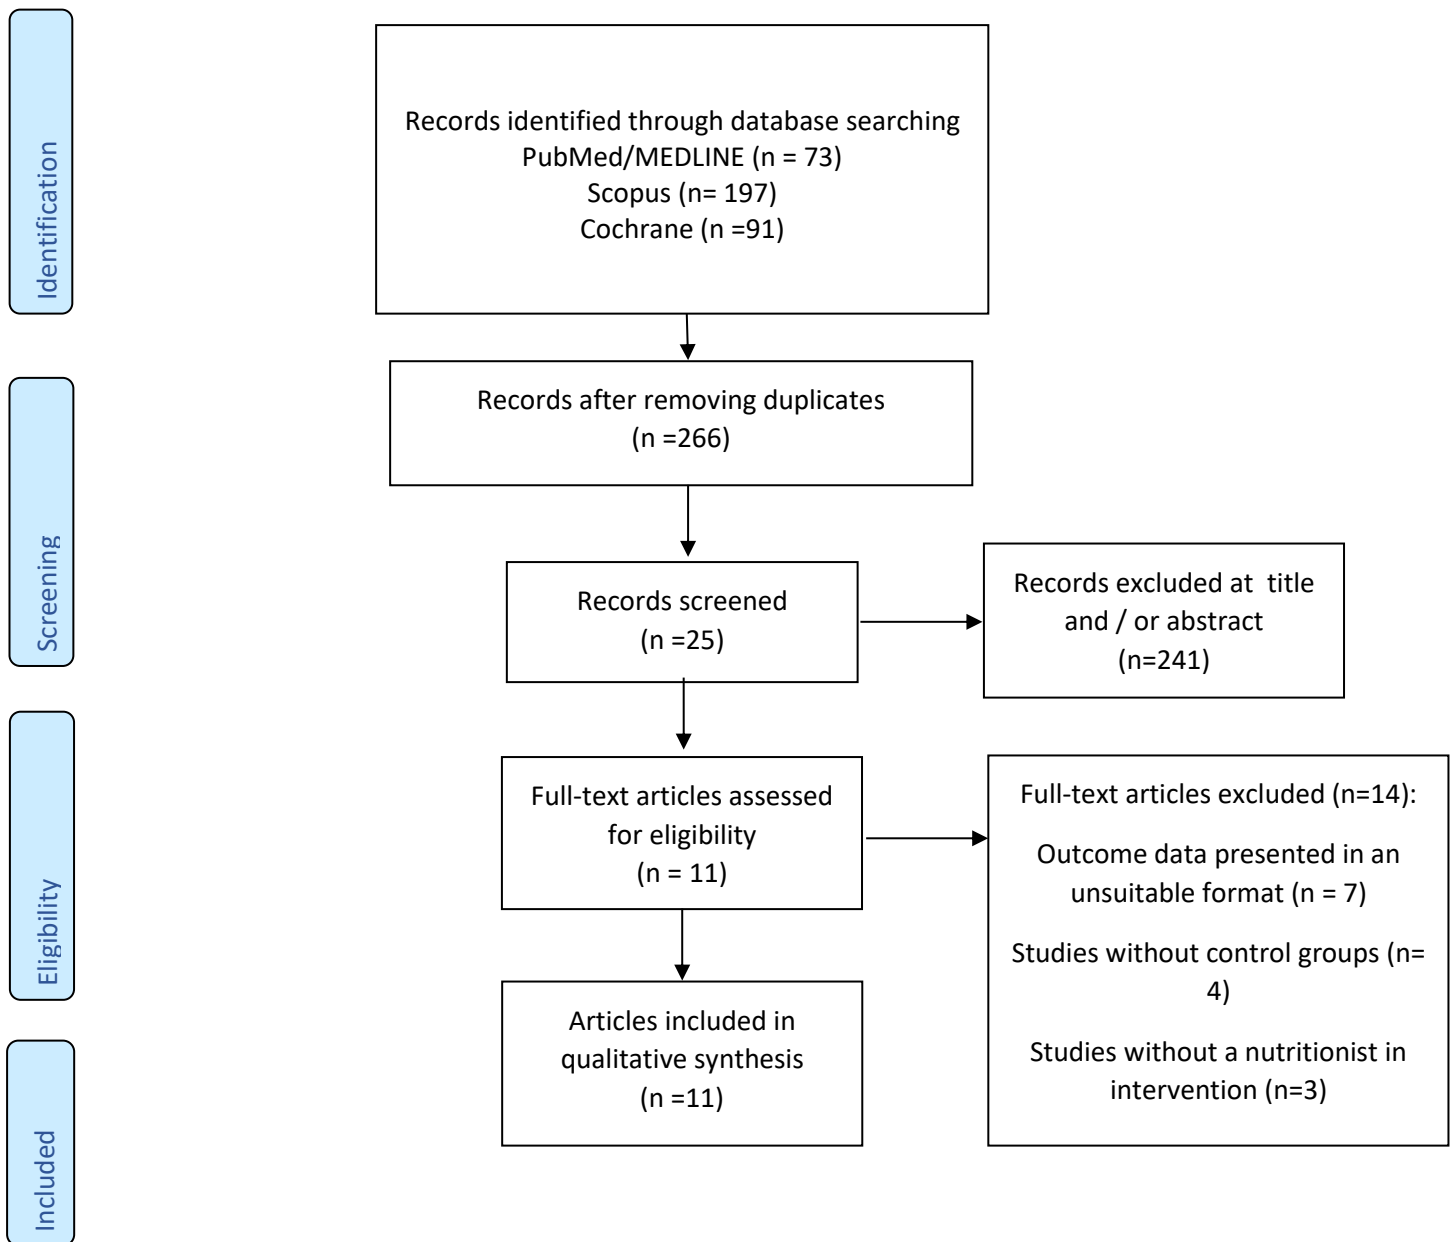 Identification
Records identified through database searching
PubMed/MEDLINE (n = 73)
Scopus (n= 197)
Cochrane (n =91)
Records after removing duplicates
(n =266)
Screening
Records screened
(n =25)
Records excluded at title
and / or abstract
(n=241)
Eligibility
Full-text articles assessed
for eligibility
(n = 11)
Full-text articles excluded (n=14):
Outcome data presented in an
unsuitable format (n = 7)
Studies without control groups (n=
4)
Studies without a nutritionist in
intervention (n=3)
Included
Articles included in
qualitative synthesis
(n =11)